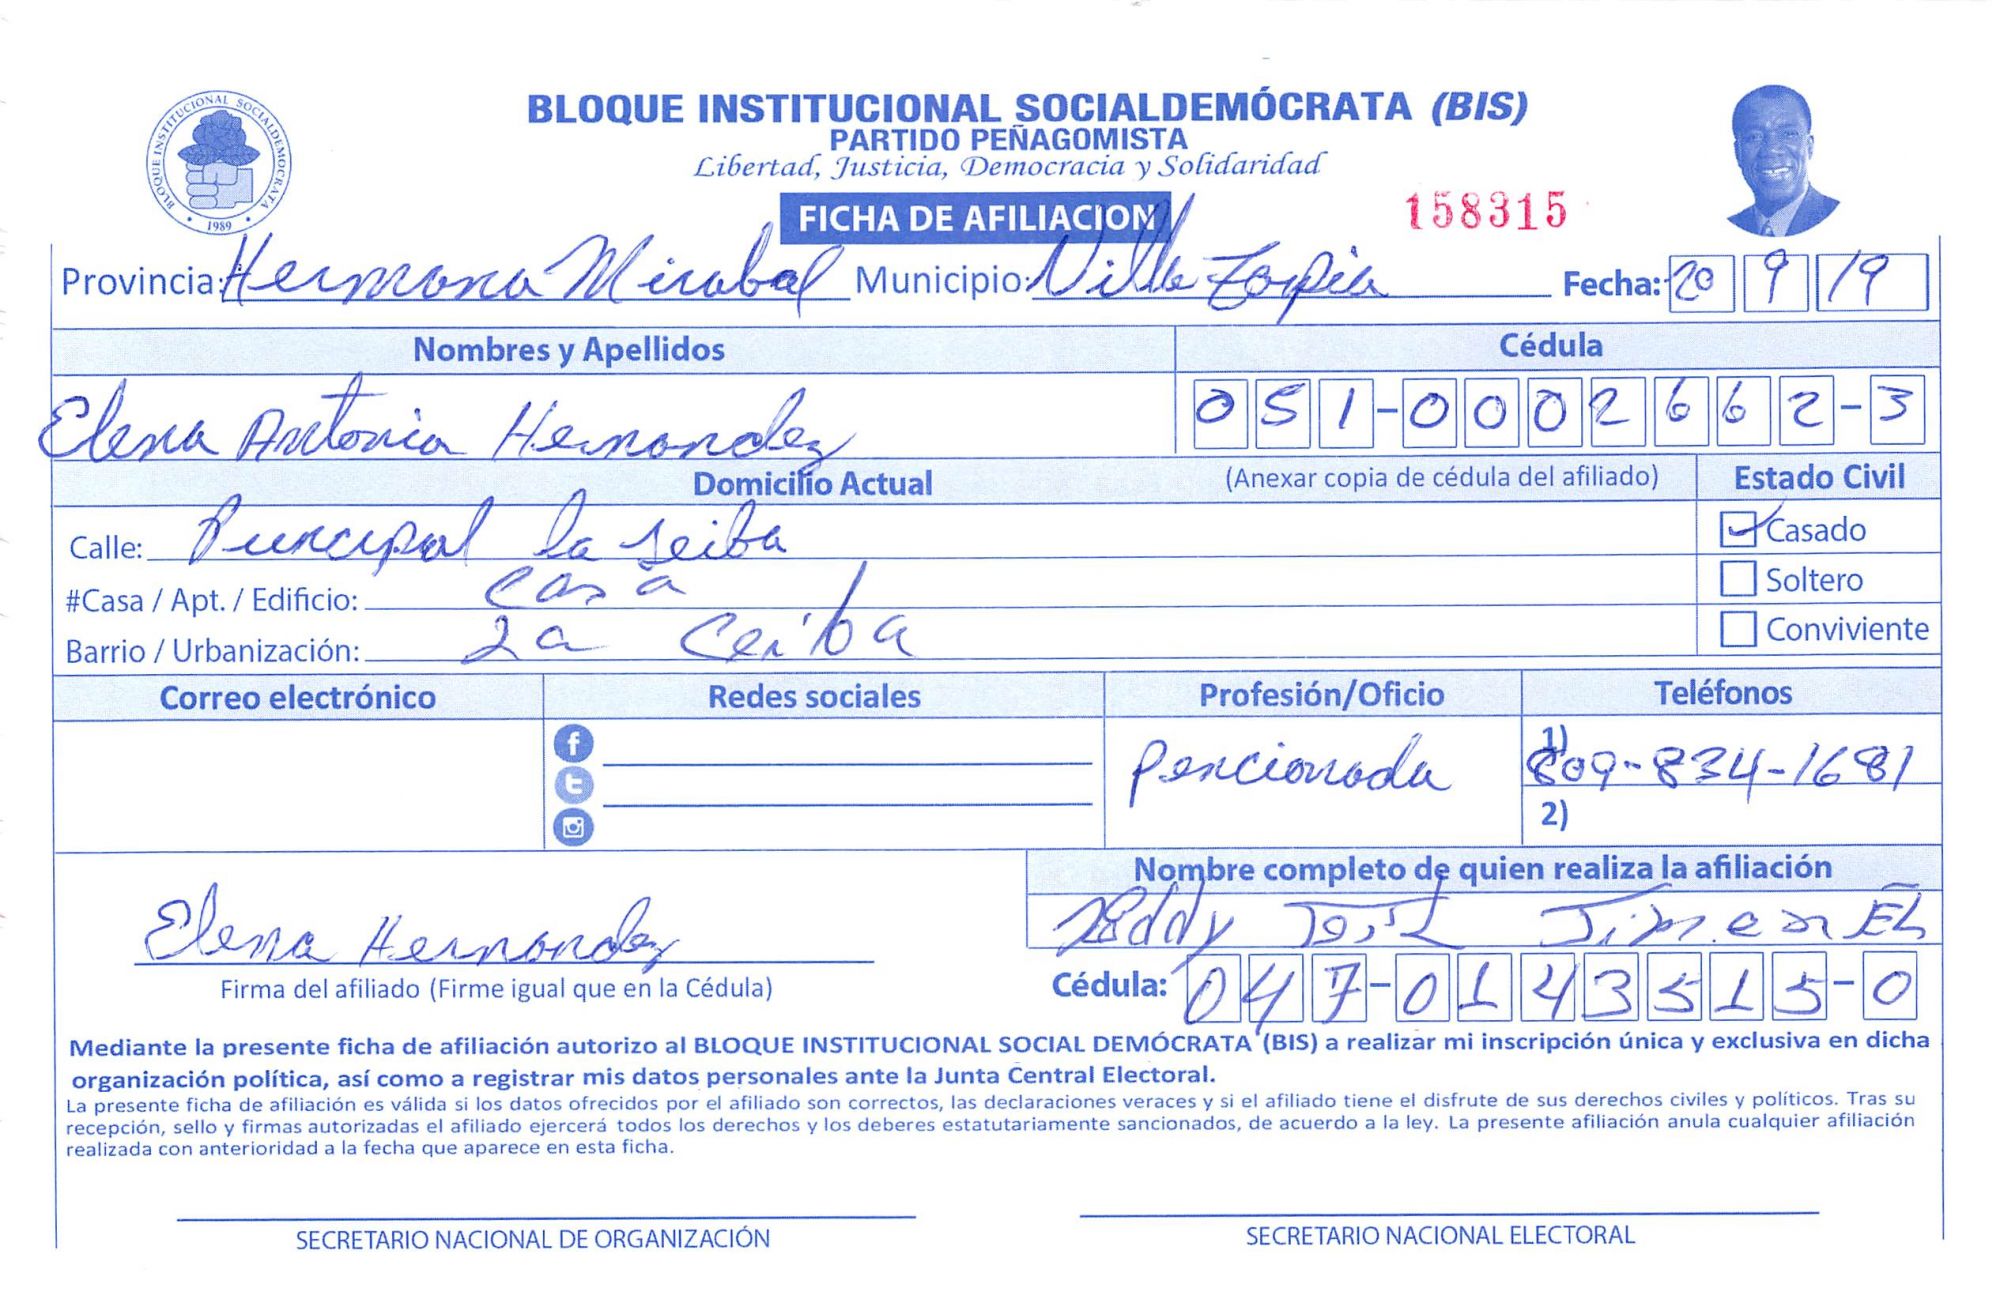 BLOQUE INSTITUCIONAL SOCIALDEMÓCRATA (BIS)
PARTIDO PEÑAGOMISTA
Libertad, Justicia, Democracia y Solidaridad
BLOQUE INSTITUCIONAL SOCIALDEMOCRATA
1989
FICHA DE AFILIACION
158315
Provincia: Hermana Mirabal Municipio: Villa Tapia Fecha: 20 9 19
Nombres y Apellidos Cédula
Elena Antonia Hernandez 051-0002662-3
Domicilio Actual (Anexar copia de cédula del afiliado) Estado Civil
Calle: Principal la seiba Casado
#Casa / Apt. / Edificio: casa Soltero
Barrio / Urbanización: La Ceiba Conviviente
Correo electrónico Redes sociales Profesión/Oficio Teléfonos
Pencionada 1) 809-834-1681
2)
Nombre completo de quien realiza la afiliación
Elena Hernandez
Firma del afiliado (Firme igual que en la Cédula) Cédula: 047-0143515-0
Mediante la presente ficha de afiliación autorizo al BLOQUE INSTITUCIONAL SOCIAL DEMÓCRATA (BIS) a realizar mi inscripción única y exclusiva en dicha
organización política, así como a registrar mis datos personales ante la Junta Central Electoral.
La presente ficha de afiliación es válida si los datos ofrecidos por el afiliado son correctos, las declaraciones veraces y si el afiliado tiene el disfrute de sus derechos civiles y políticos. Tras su
recepción, sello y firmas autorizadas el afiliado ejercerá todos los derechos y los deberes estatutariamente sancionados, de acuerdo a la ley. La presente afiliación anula cualquier afiliación
realizada con anterioridad a la fecha que aparece en esta ficha.
SECRETARIO NACIONAL DE ORGANIZACIÓN SECRETARIO NACIONAL ELECTORAL